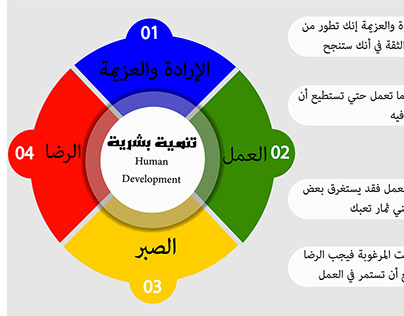 01
الإرادة والعزيمة
02
العمل
04
الرضا
تنمية بشرية
Human
Development
الصبر
03
والعزيمة إنك تطور من
الثقة في أنك ستنجح
ما تعمل حتي تستطيع أن
فيه
فقد يستغرق بعض
ثمار تعبك
المرغوبة فيجب الرضا
أن تستمر في العمل